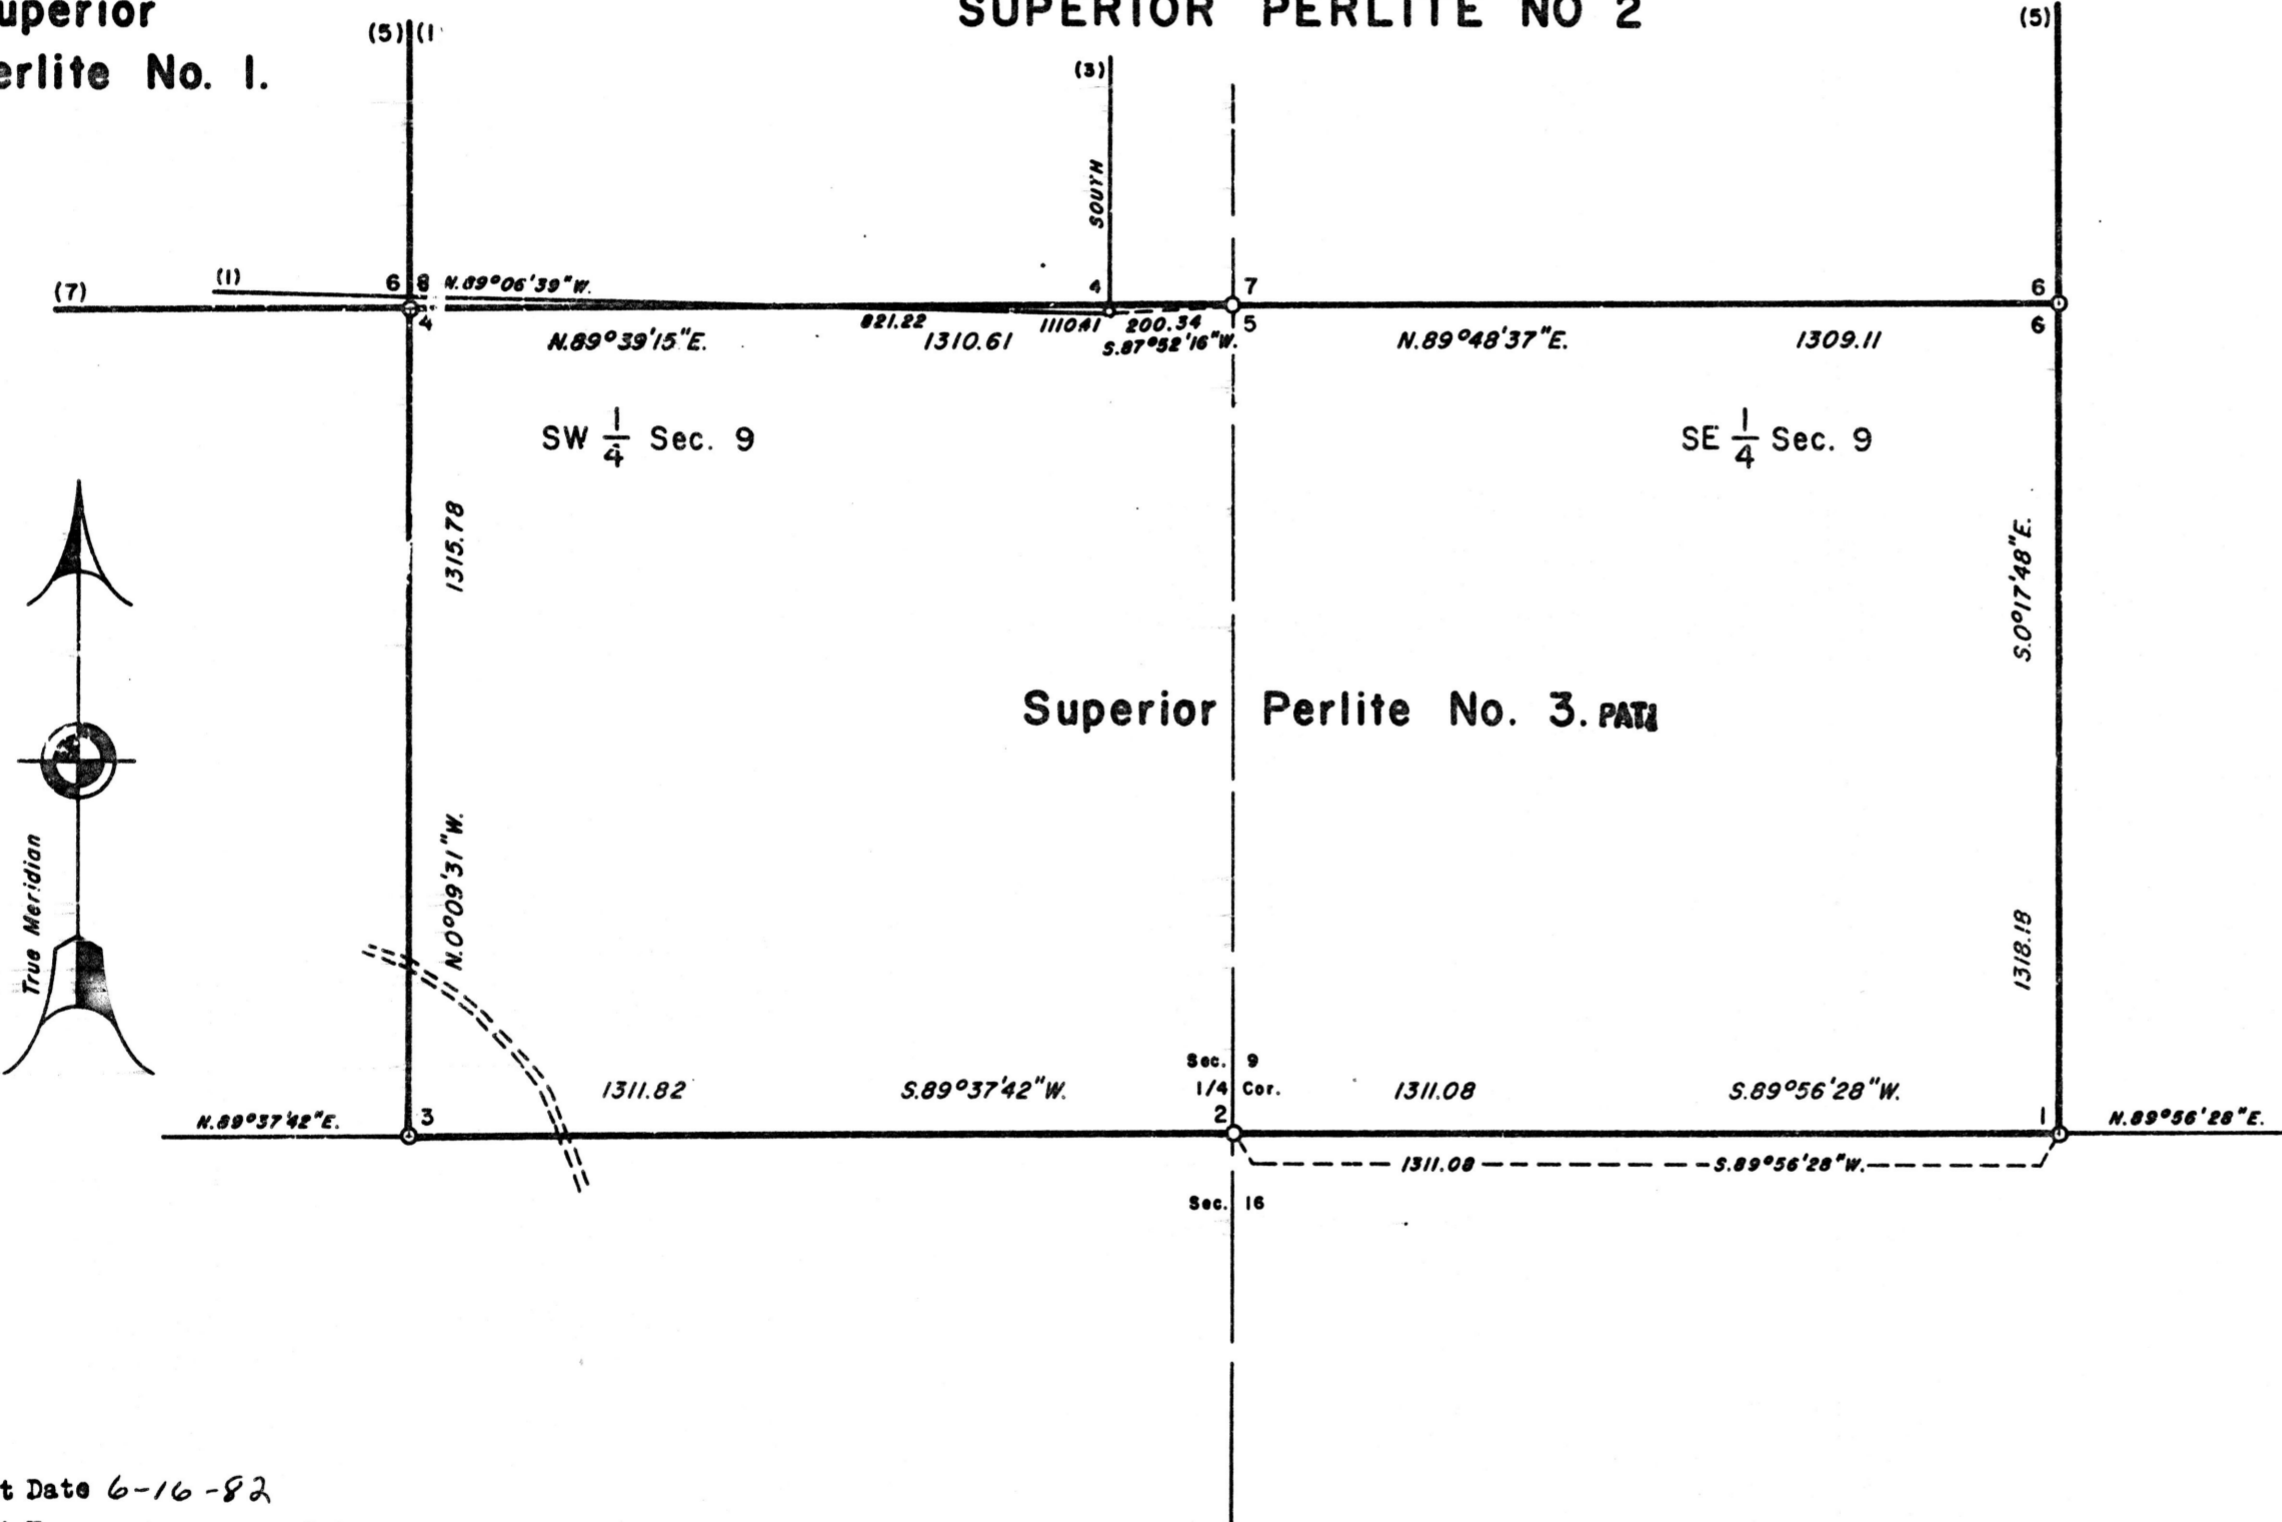 uperior
erlite No. 1.
SUPERIOR PERLITE NO 2
(5) (1
(5)
(3)
SOUTH
(7)
(1)
6 8 N.89°06'39"W.
4
4
7
6
821.22
1110.41 200.34
5
6
N.89°39'15"E. 1310.61
S.87°52'16"W.
N.89°48'37"E. 1309.11
SW 1/4 Sec. 9
SE 1/4 Sec. 9
1315.78
N.0°09'31"W.
S.0°17'48"E.
1318.18
Superior Perlite No. 3. PATd
True Meridian
Sec. 9
1/4 Cor.
1311.82 S.89°37'42"W.
1311.08 S.89°56'28"W.
N.89°37'42"E.
3
2
1
N.89°56'28"E.
1311.08 S.89°56'28"W.
Sec. 16
t Date 6-16-82